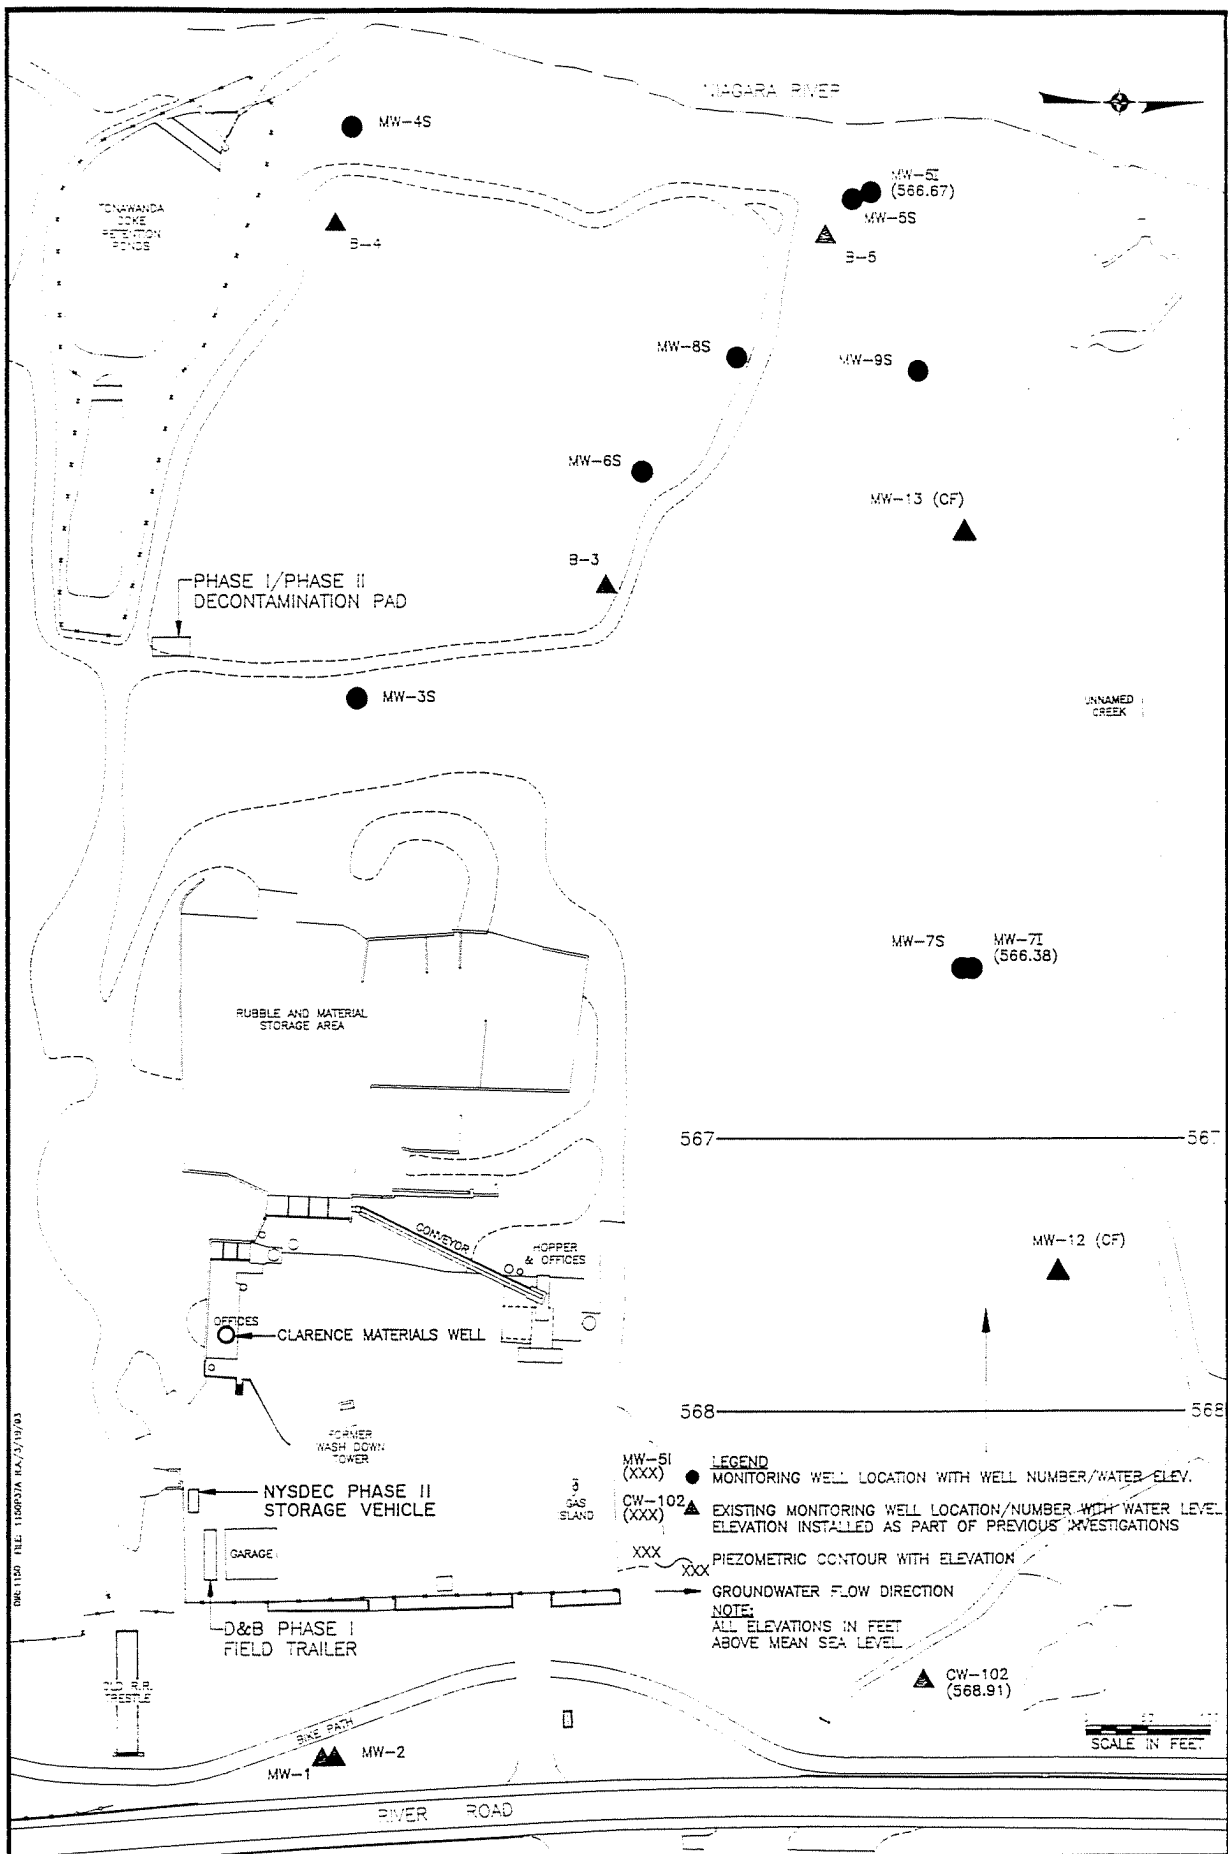 NIAGARA RIVER
MW-4S
MW-5I
(566.67)
MW-5S
TONAWANDA
COKE
RETENTION
PONDS
B-4
B-5
MW-8S
MW-9S
MW-6S
MW-13 (CF)
B-3
PHASE I/PHASE II
DECONTAMINATION PAD
MW-3S
UNNAMED
CREEK
MW-7S
MW-7I
(566.38)
RUBBLE AND MATERIAL
STORAGE AREA
567
567
CONVEYOR
HOPPER
& OFFICES
MW-12 (CF)
OFFICES
CLARENCE MATERIALS WELL
568
568
FORMER
WASH DOWN
TOWER
NYSDEC PHASE II
STORAGE VEHICLE
GAS
ISLAND
GARAGE
D&B PHASE I
FIELD TRAILER
LEGEND
MW-5I
(XXX)
MONITORING WELL LOCATION WITH WELL NUMBER/WATER ELEV.
CW-102
(XXX)
EXISTING MONITORING WELL LOCATION/NUMBER WITH WATER LEVEL
ELEVATION INSTALLED AS PART OF PREVIOUS INVESTIGATIONS
XXX
XXX
PIEZOMETRIC CONTOUR WITH ELEVATION
GROUNDWATER FLOW DIRECTION
NOTE:
ALL ELEVATIONS IN FEET
ABOVE MEAN SEA LEVEL
OLD R.R.
TRESTLE
CW-102
(568.91)
BIKE PATH
MW-1
MW-2
SCALE IN FEET
RIVER ROAD